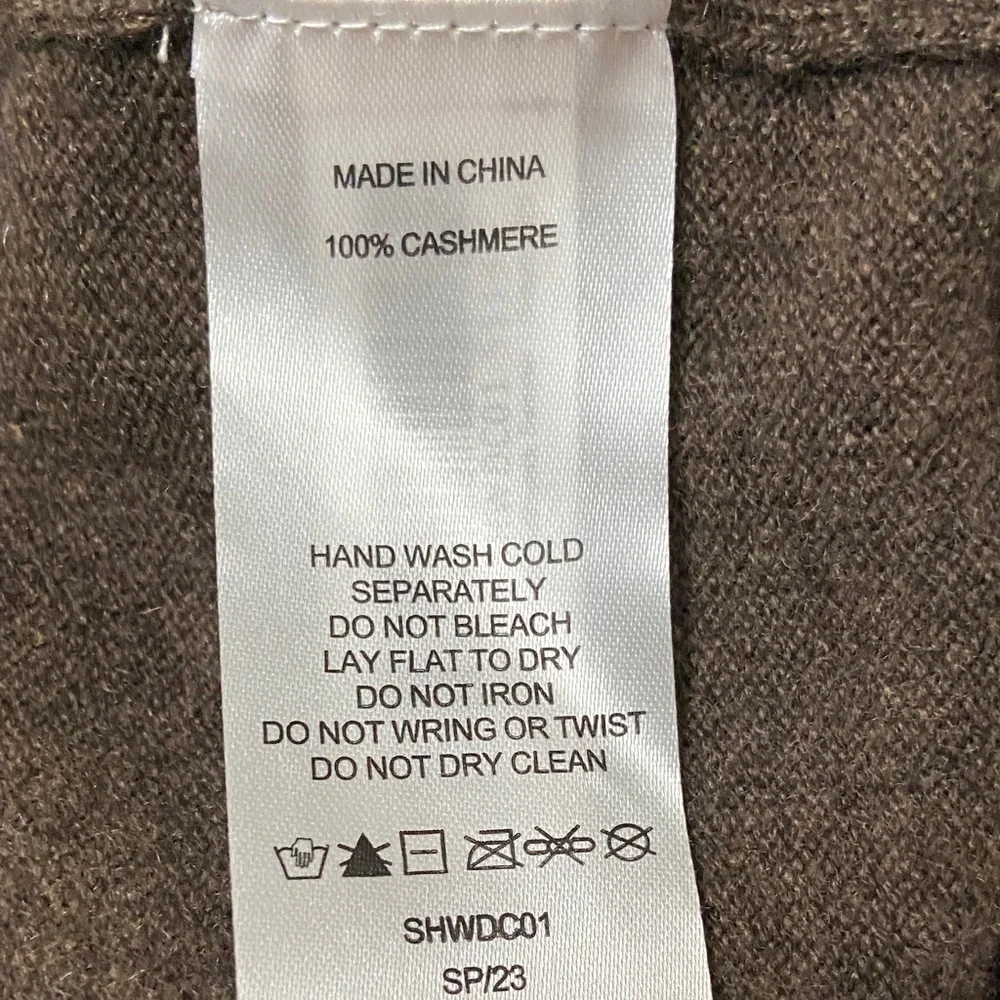 MADE IN CHINA
100% CASHMERE
HAND WASH COLD
SEPARATELY
DO NOT BLEACH
LAY FLAT TO DRY
DO NOT IRON
DO NOT WRING OR TWIST
DO NOT DRY CLEAN
SHWDC01
SP/23